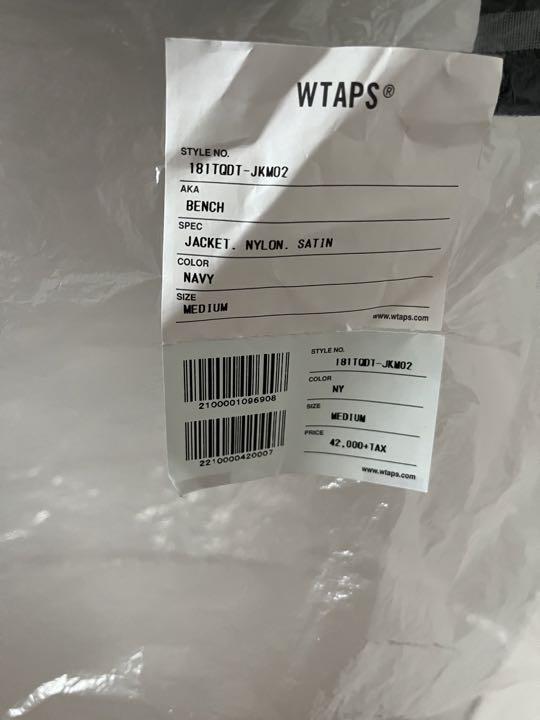 WTAPS®
STYLE NO.
181TQDT-JKM02
AKA
BENCH
SPEC
JACKET. NYLON. SATIN
COLOR
NAVY
SIZE
MEDIUM
www.wtaps.com
2100001096908
2210000420007
STYLE NO.
181TQDT-JKM02
COLOR
NY
SIZE
MEDIUM
PRICE
42,000+TAX
www.wtaps.com